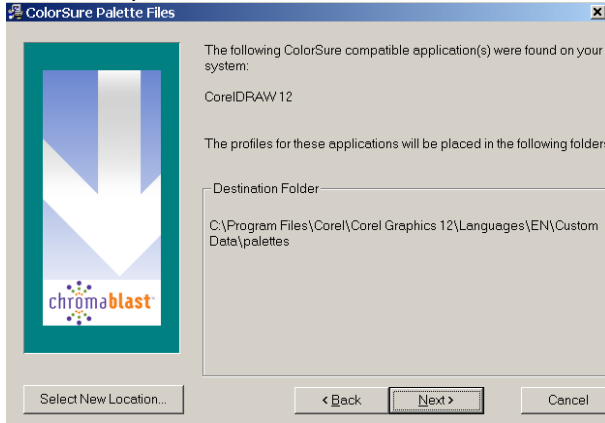 ColorSure Palette Files
The following ColorSure compatible application(s) were found on your
system:
CorelDRAW 12
The profiles for these applications will be placed in the following folders
Destination Folder
C:\Program Files\Corel\Corel Graphics 12\Languages\EN\Custom
Data\palettes
chromablast
Select New Location...
< Back
Next >
Cancel